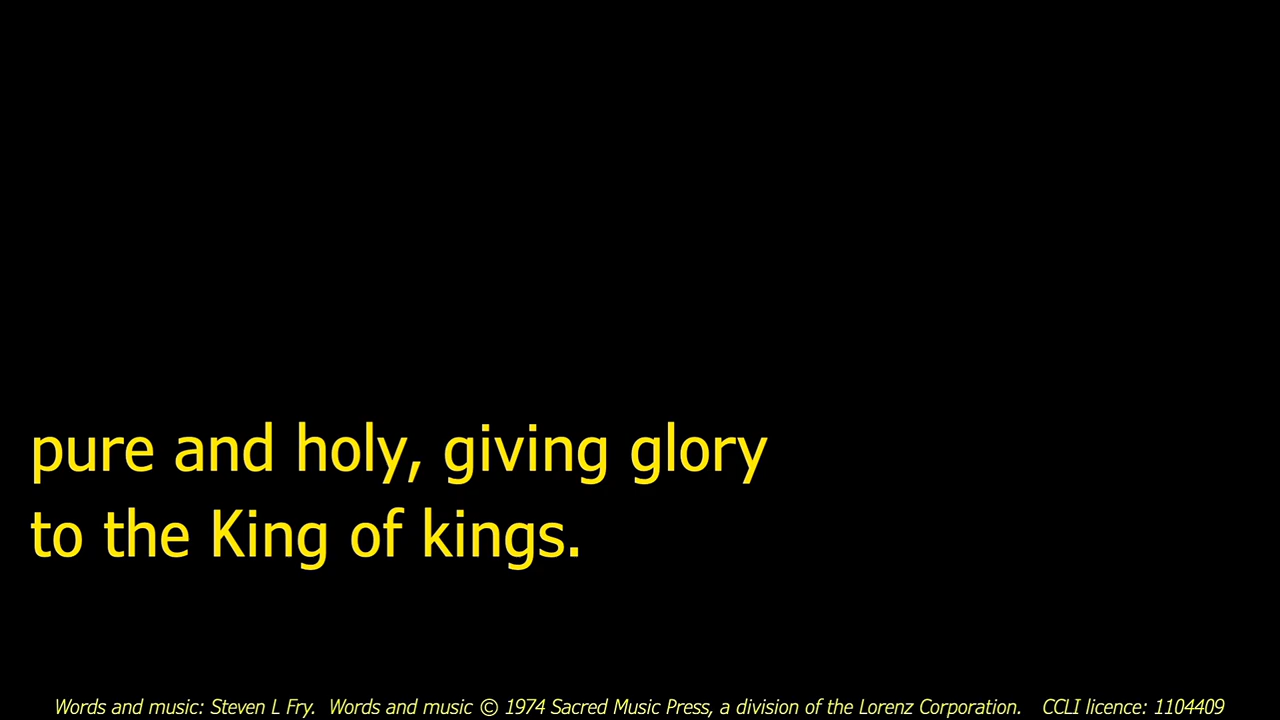 pure and holy, giving glory
to the King of kings.
Words and music: Steven L Fry.  Words and music © 1974 Sacred Music Press, a division of the Lorenz Corporation.   CCLI licence: 1104409